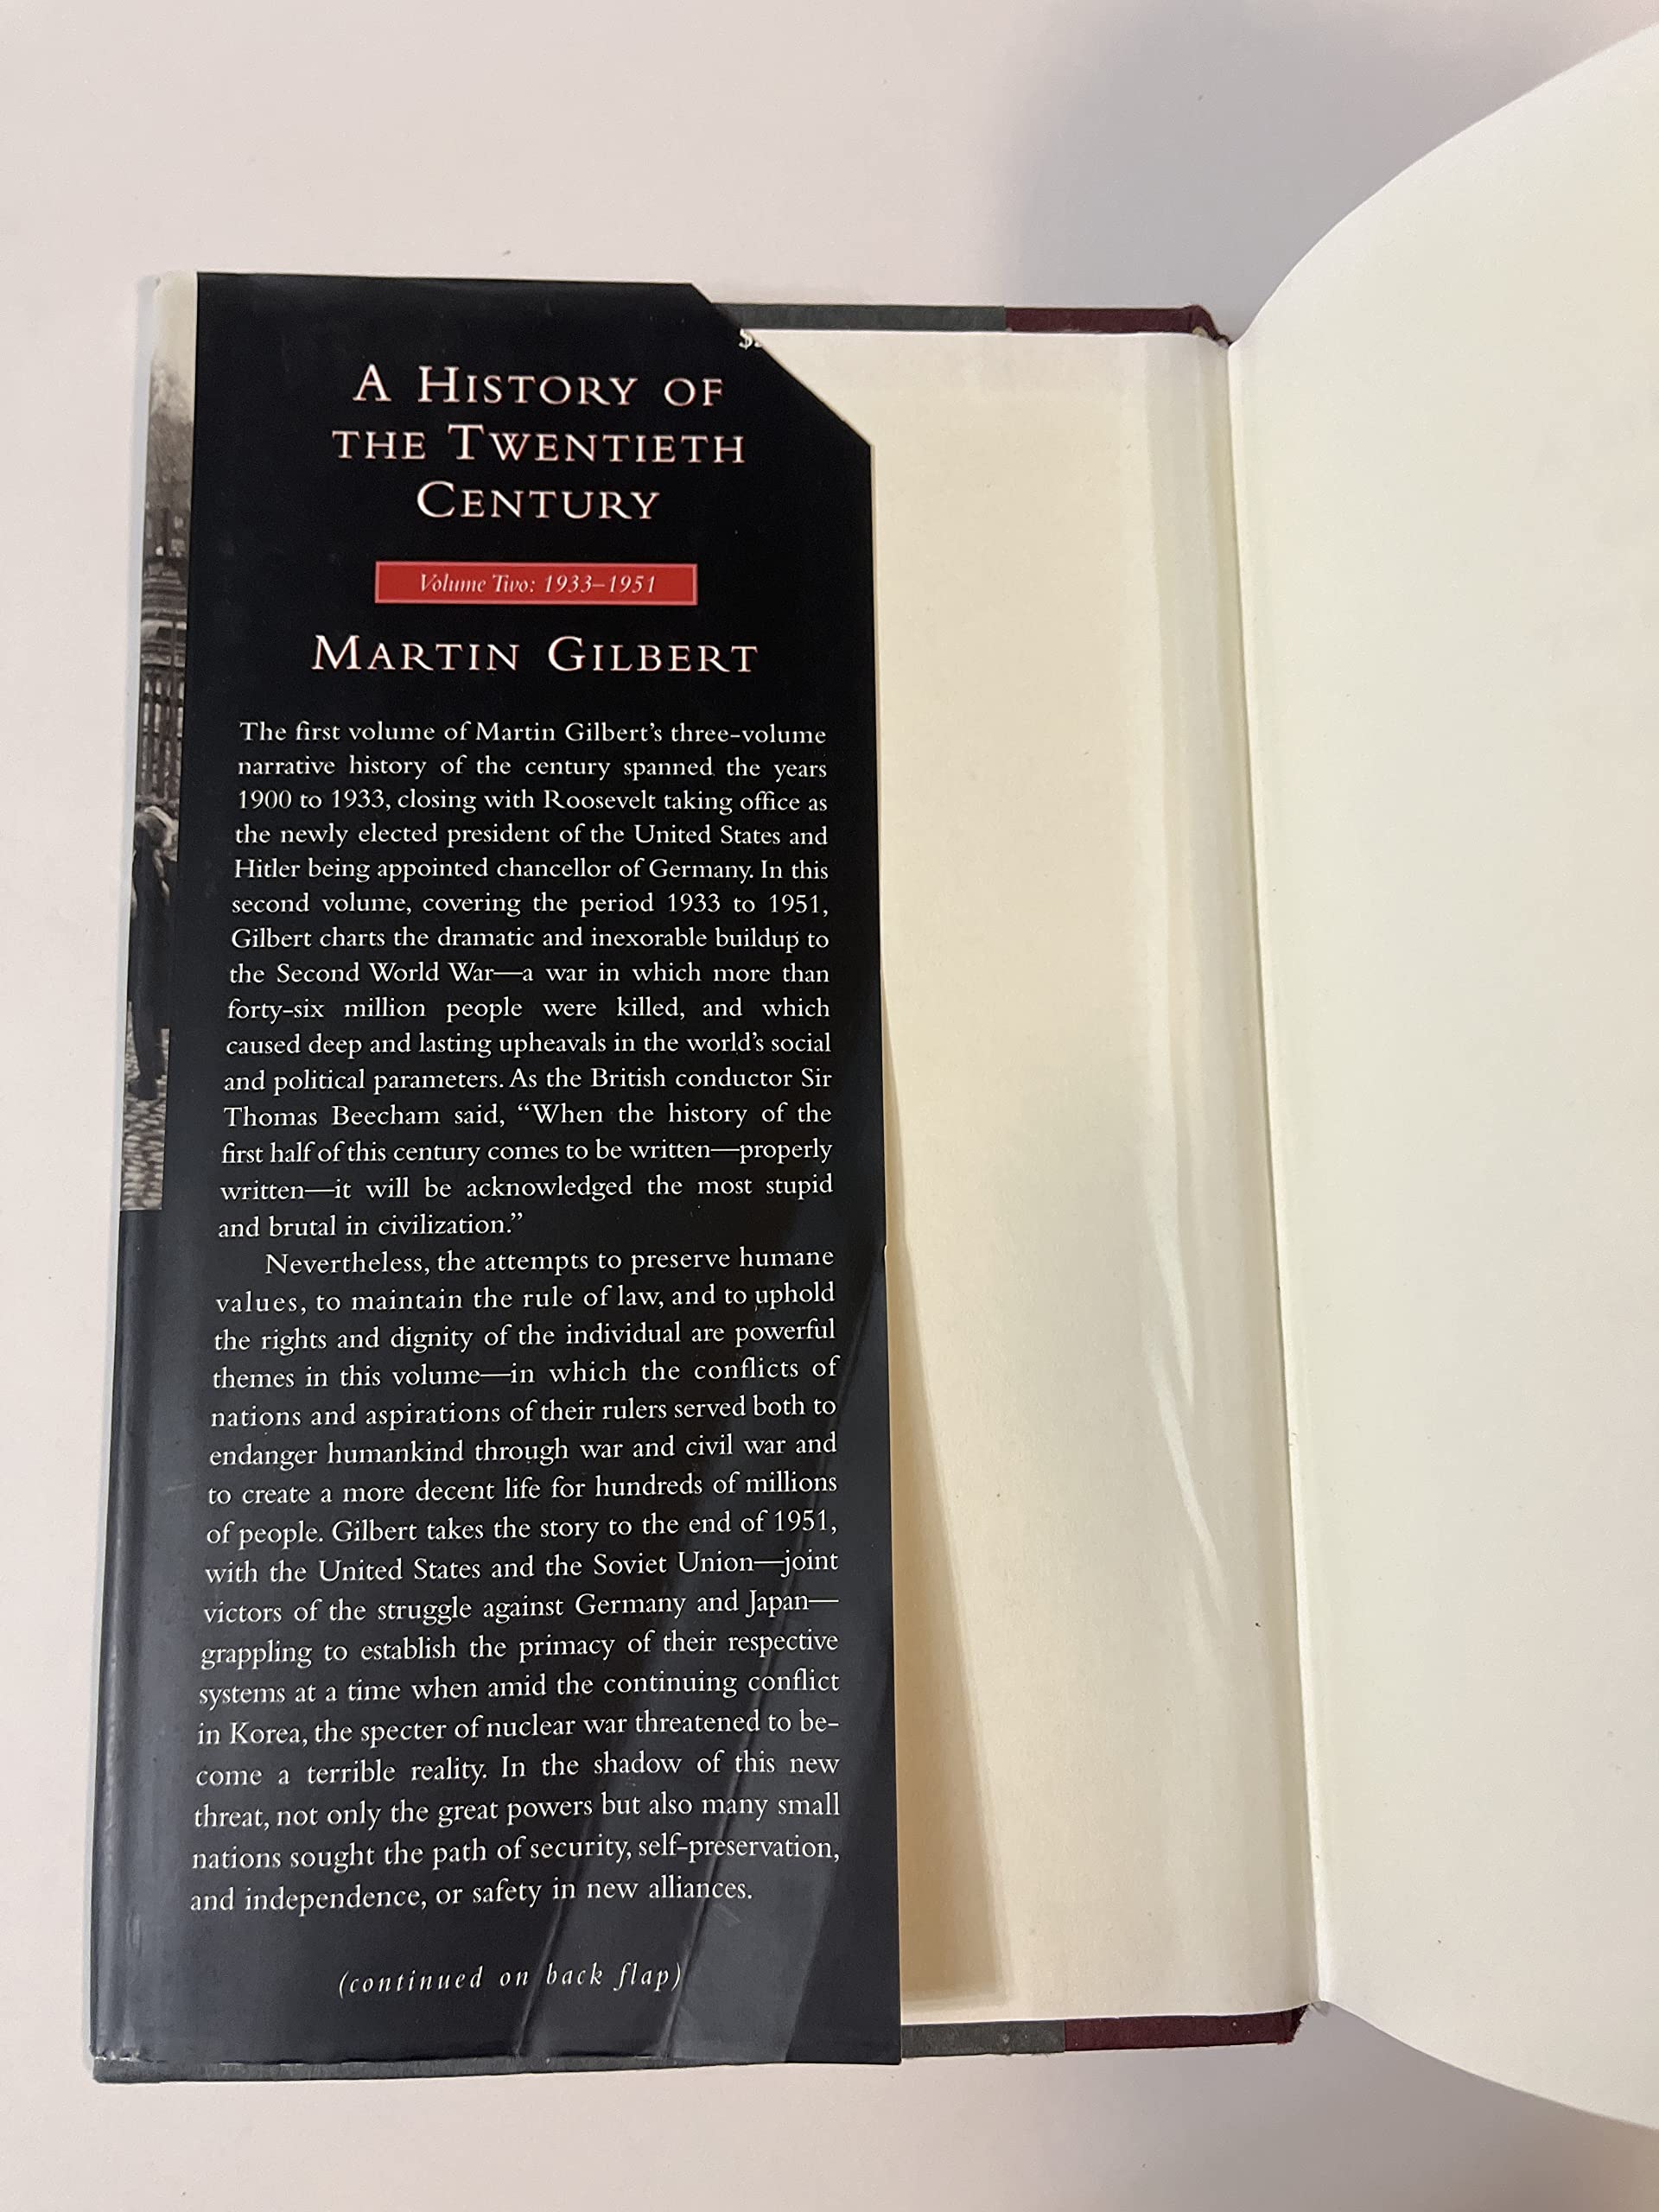 $
A HISTORY OF
THE TWENTIETH
CENTURY
Volume Two: 1933–1951
MARTIN GILBERT
The first volume of Martin Gilbert's three-volume
narrative history of the century spanned the years
1900 to 1933, closing with Roosevelt taking office as
the newly elected president of the United States and
Hitler being appointed chancellor of Germany. In this
second volume, covering the period 1933 to 1951,
Gilbert charts the dramatic and inexorable buildup to
the Second World War—a war in which more than
forty-six million people were killed, and which
caused deep and lasting upheavals in the world's social
and political parameters. As the British conductor Sir
Thomas Beecham said, “When the history of the
first half of this century comes to be written—properly
written—it will be acknowledged the most stupid
and brutal in civilization.”
Nevertheless, the attempts to preserve humane
values, to maintain the rule of law, and to uphold
the rights and dignity of the individual are powerful
themes in this volume—in which the conflicts of
nations and aspirations of their rulers served both to
endanger humankind through war and civil war and
to create a more decent life for hundreds of millions
of people. Gilbert takes the story to the end of 1951,
with the United States and the Soviet Union—joint
victors of the struggle against Germany and Japan—
grappling to establish the primacy of their respective
systems at a time when amid the continuing conflict
in Korea, the specter of nuclear war threatened to be-
come a terrible reality. In the shadow of this new
threat, not only the great powers but also many small
nations sought the path of security, self-preservation,
and independence, or safety in new alliances.
(continued on back flap)